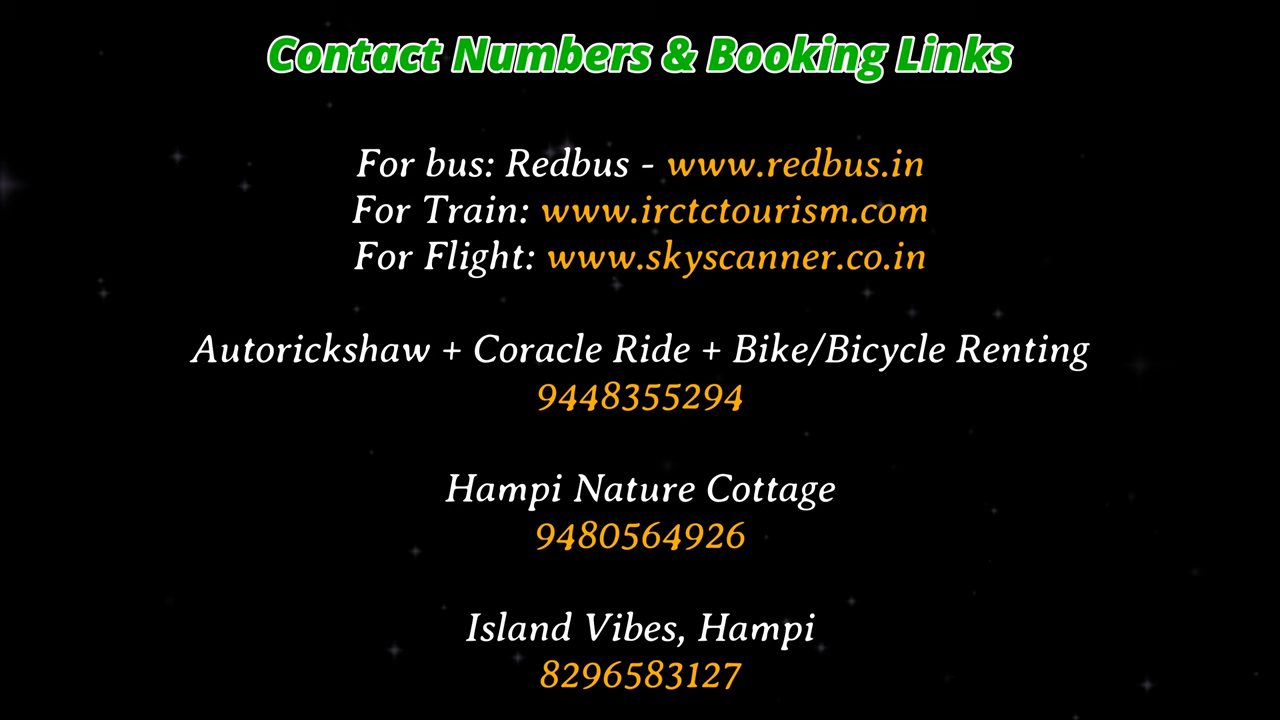 Contact Numbers & Booking Links
For bus: Redbus - www.redbus.in
For Train: www.irctctourism.com
For Flight: www.skyscanner.co.in
Autorickshaw + Coracle Ride + Bike/Bicycle Renting
9448355294
Hampi Nature Cottage
9480564926
Island Vibes, Hampi
8296583127